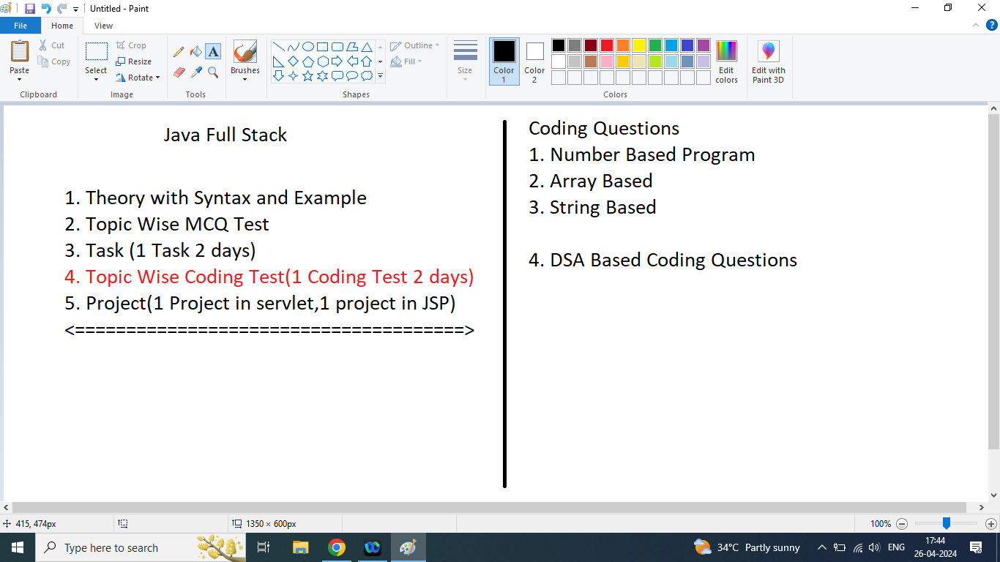 Untitled - Paint
File
Home
View
Paste
Cut
Copy
Clipboard
Select
Crop
Resize
Rotate
Image
A
Tools
Brushes
Outline
Fill
Shapes
Size
Color 1
Color 2
Edit colors
Colors
Edit with Paint 3D
Java Full Stack
1. Theory with Syntax and Example
2. Topic Wise MCQ Test
3. Task (1 Task 2 days)
4. Topic Wise Coding Test(1 Coding Test 2 days)
5. Project(1 Project in servlet,1 project in JSP)
<======================================>
Coding Questions
1. Number Based Program
2. Array Based
3. String Based
4. DSA Based Coding Questions
415, 474px
1350 × 600px
100%
Type here to search
34°C Partly sunny
ENG
17:44
26-04-2024